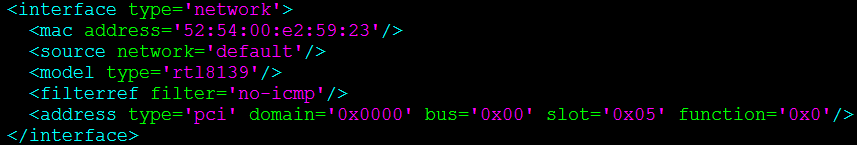 <interface type='network'>
  <mac address='52:54:00:e2:59:23'/>
  <source network='default'/>
  <model type='rtl8139'/>
  <filterref filter='no-icmp'/>
  <address type='pci' domain='0x0000' bus='0x00' slot='0x05' function='0x0'/>
</interface>